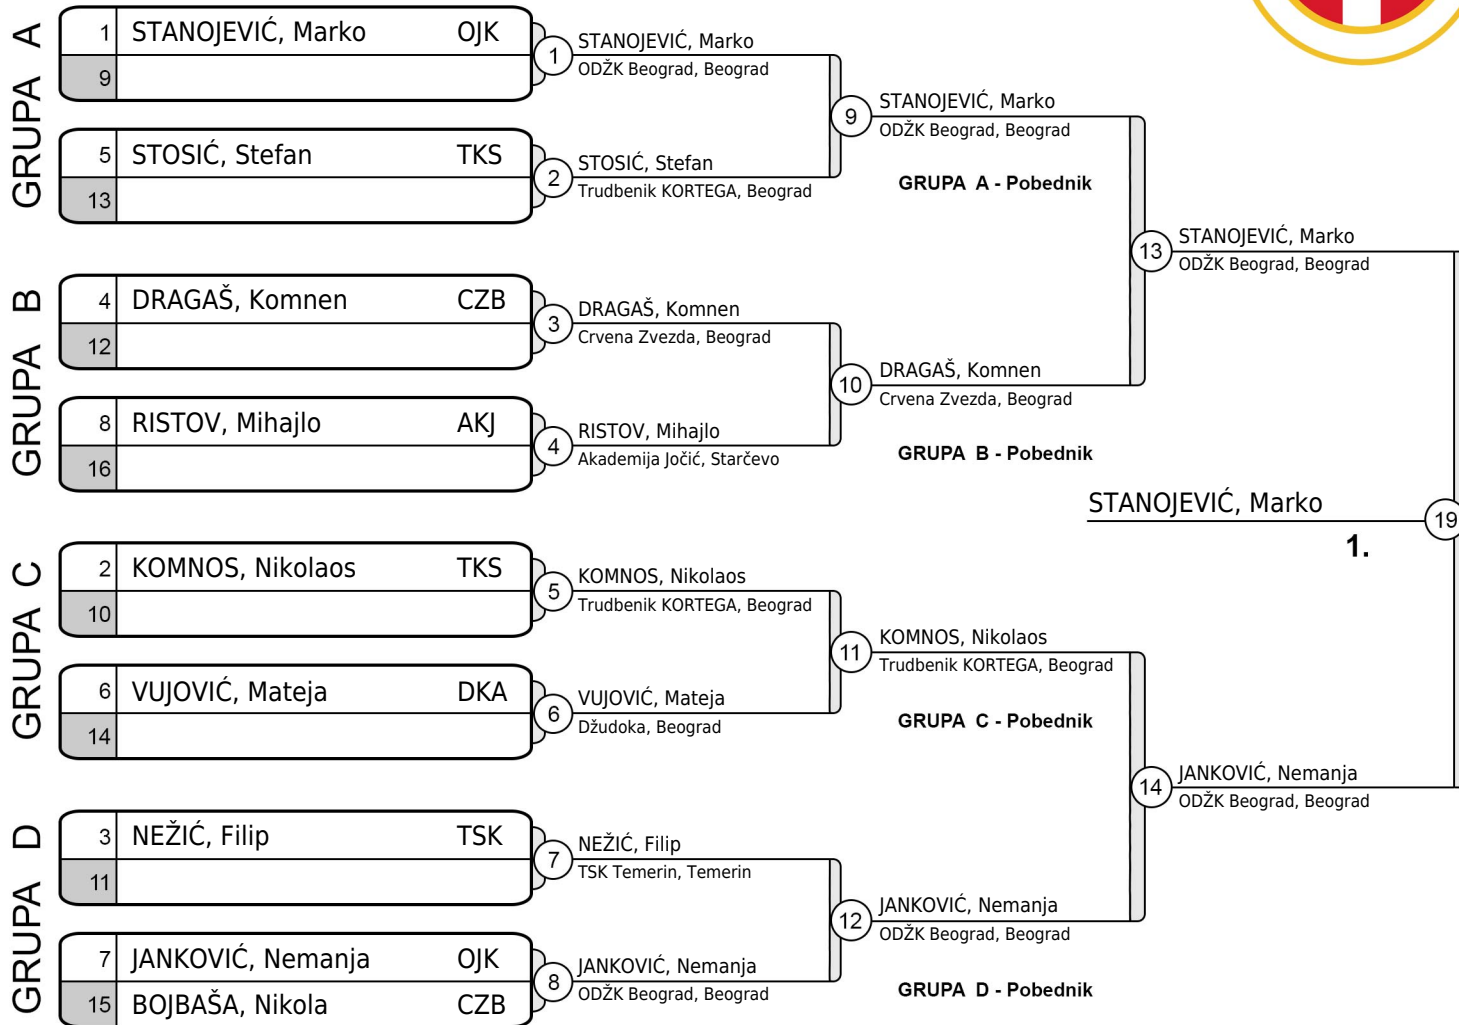 GRUPA A
1 STANOJEVIĆ, Marko OJK
9
5 STOSIĆ, Stefan TKS
13
GRUPA B
4 DRAGAŠ, Komnen CZB
12
8 RISTOV, Mihajlo AKJ
16
GRUPA C
2 KOMNOS, Nikolaos TKS
10
6 VUJOVIĆ, Mateja DKA
14
GRUPA D
3 NEŽIĆ, Filip TSK
11
7 JANKOVIĆ, Nemanja OJK
15 BOJBAŠA, Nikola CZB
1 STANOJEVIĆ, Marko
ODŽK Beograd, Beograd
2 STOSIĆ, Stefan
Trudbenik KORTEGA, Beograd
3 DRAGAŠ, Komnen
Crvena Zvezda, Beograd
4 RISTOV, Mihajlo
Akademija Jočić, Starčevo
5 KOMNOS, Nikolaos
Trudbenik KORTEGA, Beograd
6 VUJOVIĆ, Mateja
Džudoka, Beograd
7 NEŽIĆ, Filip
TSK Temerin, Temerin
8 JANKOVIĆ, Nemanja
ODŽK Beograd, Beograd
9 STANOJEVIĆ, Marko
ODŽK Beograd, Beograd
GRUPA A - Pobednik
10 DRAGAŠ, Komnen
Crvena Zvezda, Beograd
GRUPA B - Pobednik
11 KOMNOS, Nikolaos
Trudbenik KORTEGA, Beograd
GRUPA C - Pobednik
12 JANKOVIĆ, Nemanja
ODŽK Beograd, Beograd
GRUPA D - Pobednik
13 STANOJEVIĆ, Marko
ODŽK Beograd, Beograd
14 JANKOVIĆ, Nemanja
ODŽK Beograd, Beograd
STANOJEVIĆ, Marko 19
1.